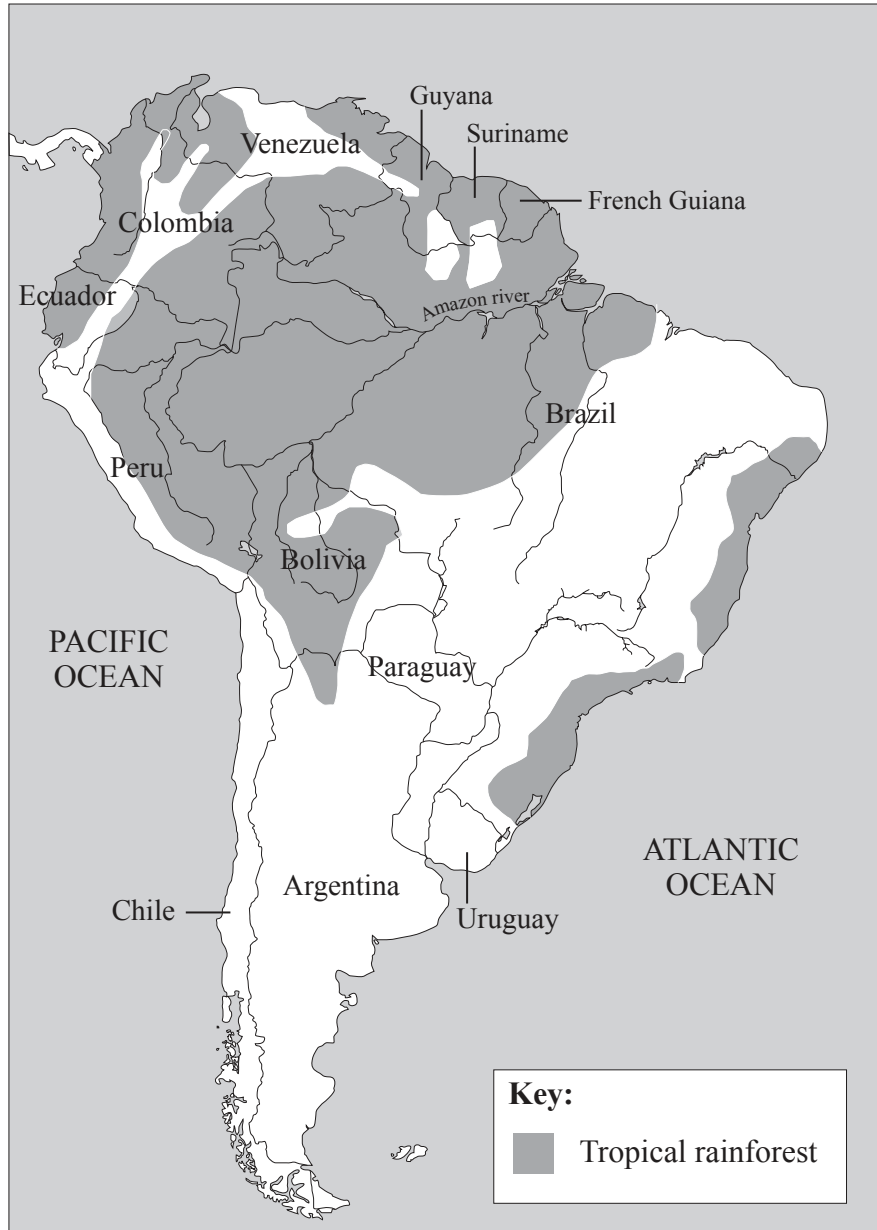 Guyana
Suriname
Venezuela
French Guiana
Colombia
Ecuador
Amazon river
Brazil
Peru
Bolivia
PACIFIC
OCEAN
Paraguay
ATLANTIC
OCEAN
Argentina
Chile
Uruguay
Key:
Tropical rainforest